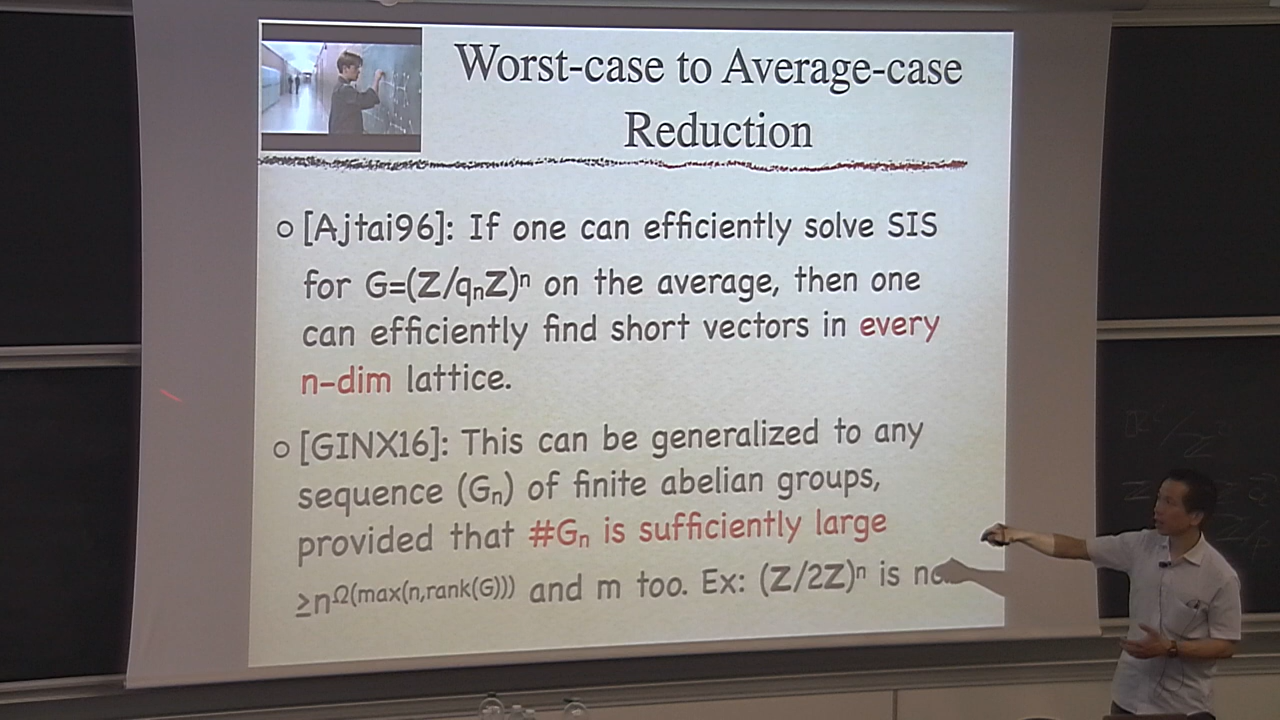 Worst-case to Average-case
Reduction
[Ajtai96]: If one can efficiently solve SIS
for G=(Z/qₙZ)ⁿ on the average, then one
can efficiently find short vectors in every
n-dim lattice.
[GINX16]: This can be generalized to any
sequence (Gₙ) of finite abelian groups,
provided that #Gₙ is sufficiently large
≥n^Ω(max(n,rank(G))) and m too. Ex: (Z/2Z)ⁿ is